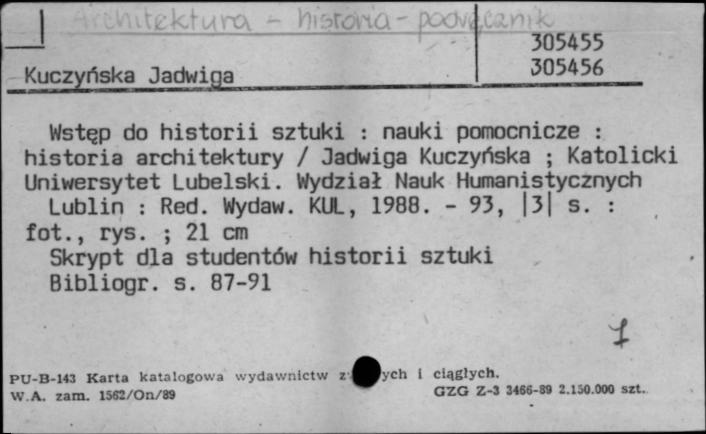 Architektura - historia - podręcznik
305455
Kuczyńska Jadwiga 305456
Wstęp do historii sztuki : nauki pomocnicze :
historia architektury / Jadwiga Kuczyńska ; Katolicki
Uniwersytet Lubelski. Wydział Nauk Humanistycznych
Lublin : Red. Wydaw. KUL, 1988. - 93, |3| s. :
fot., rys. ; 21 cm
Skrypt dla studentów historii sztuki
Bibliogr. s. 87-91
PU-B-143 Karta katalogowa wydawnictw i ciągłych.
W.A. zam. 1562/On/89 GZG Z-3 3466-89 2.150.000 szt.